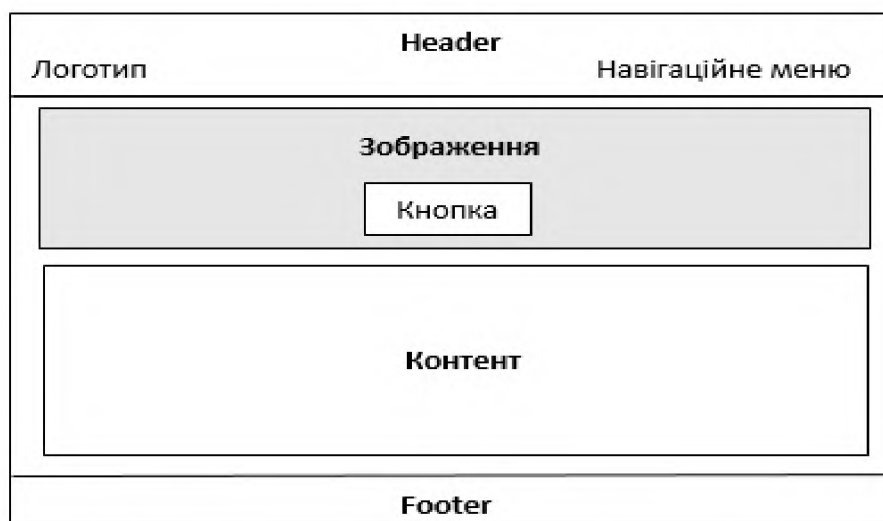 Header
Логотип Навігаційне меню
Зображення
Кнопка
Контент
Footer